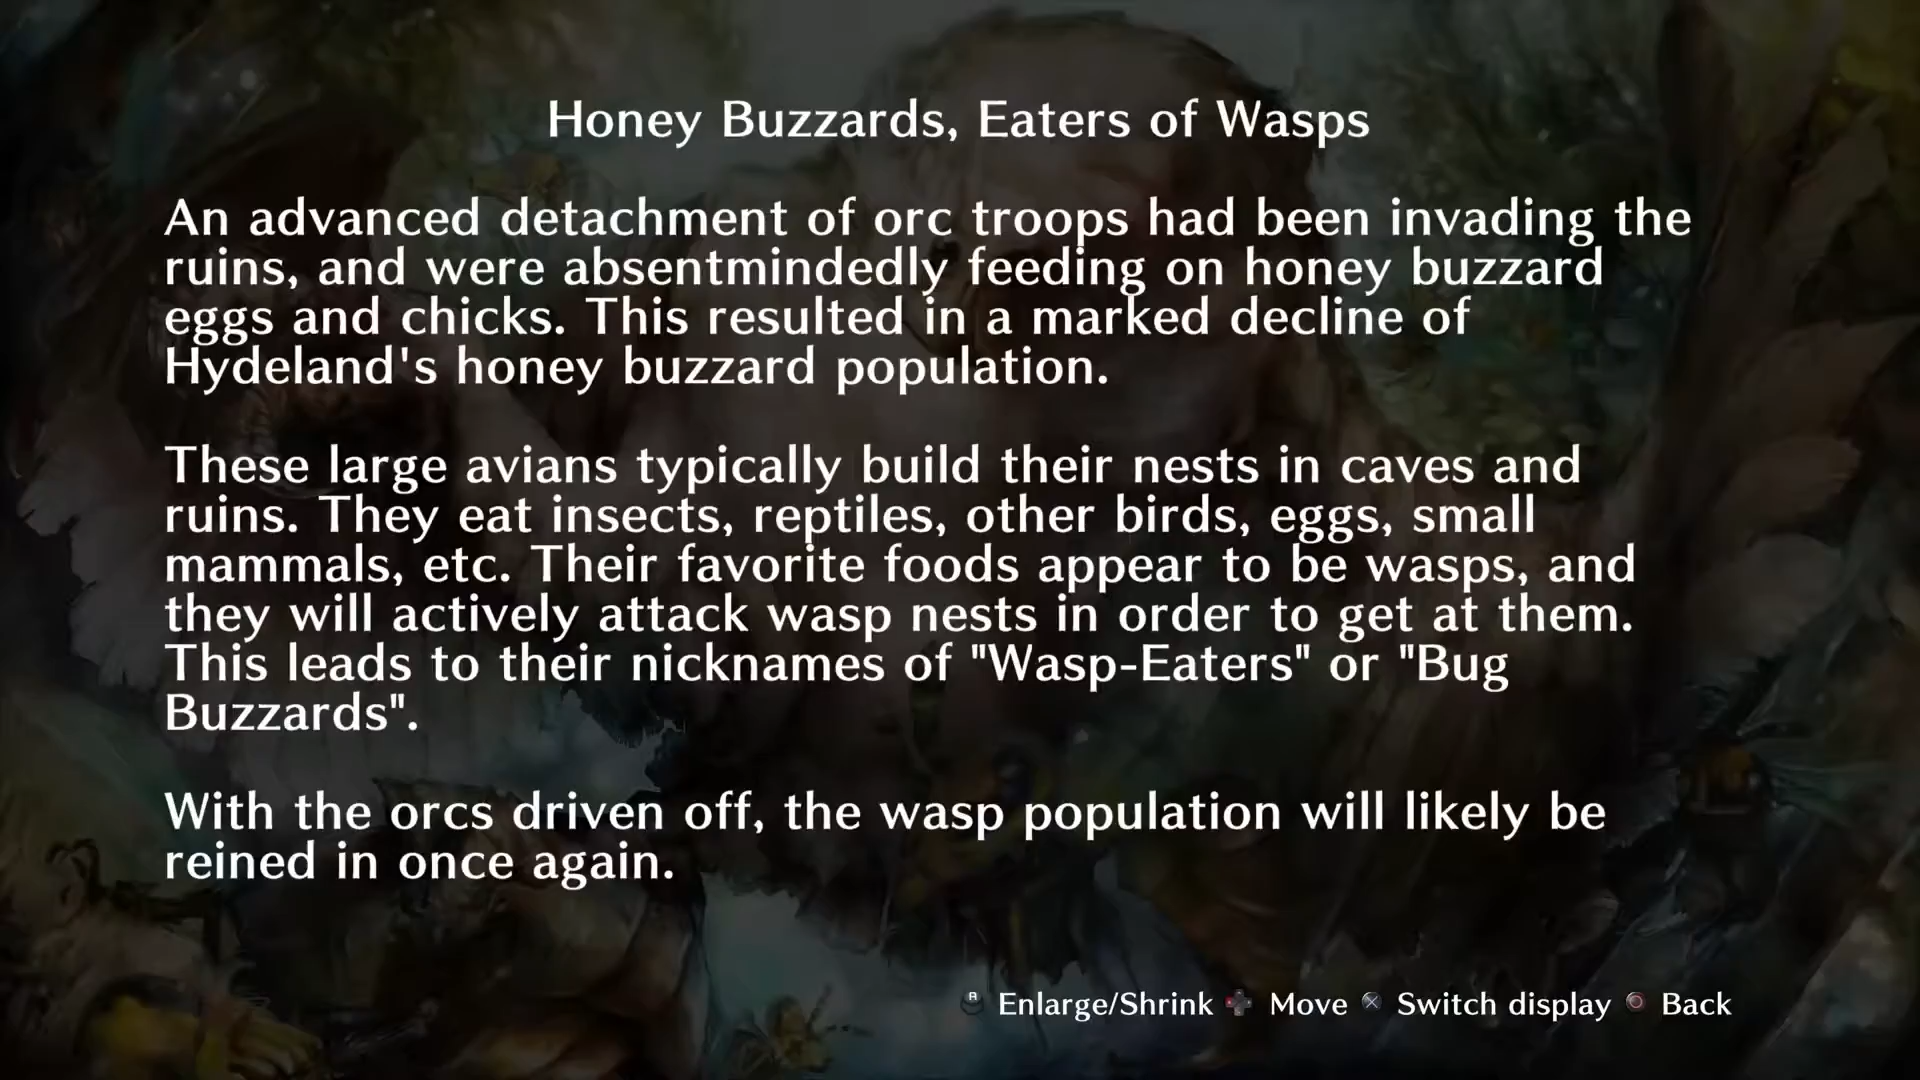 Honey Buzzards, Eaters of Wasps
An advanced detachment of orc troops had been invading the
ruins, and were absentmindedly feeding on honey buzzard
eggs and chicks. This resulted in a marked decline of
Hydeland's honey buzzard population.
These large avians typically build their nests in caves and
ruins. They eat insects, reptiles, other birds, eggs, small
mammals, etc. Their favorite foods appear to be wasps, and
they will actively attack wasp nests in order to get at them.
This leads to their nicknames of "Wasp-Eaters" or "Bug
Buzzards".
With the orcs driven off, the wasp population will likely be
reined in once again.
R Enlarge/Shrink Move Switch display Back